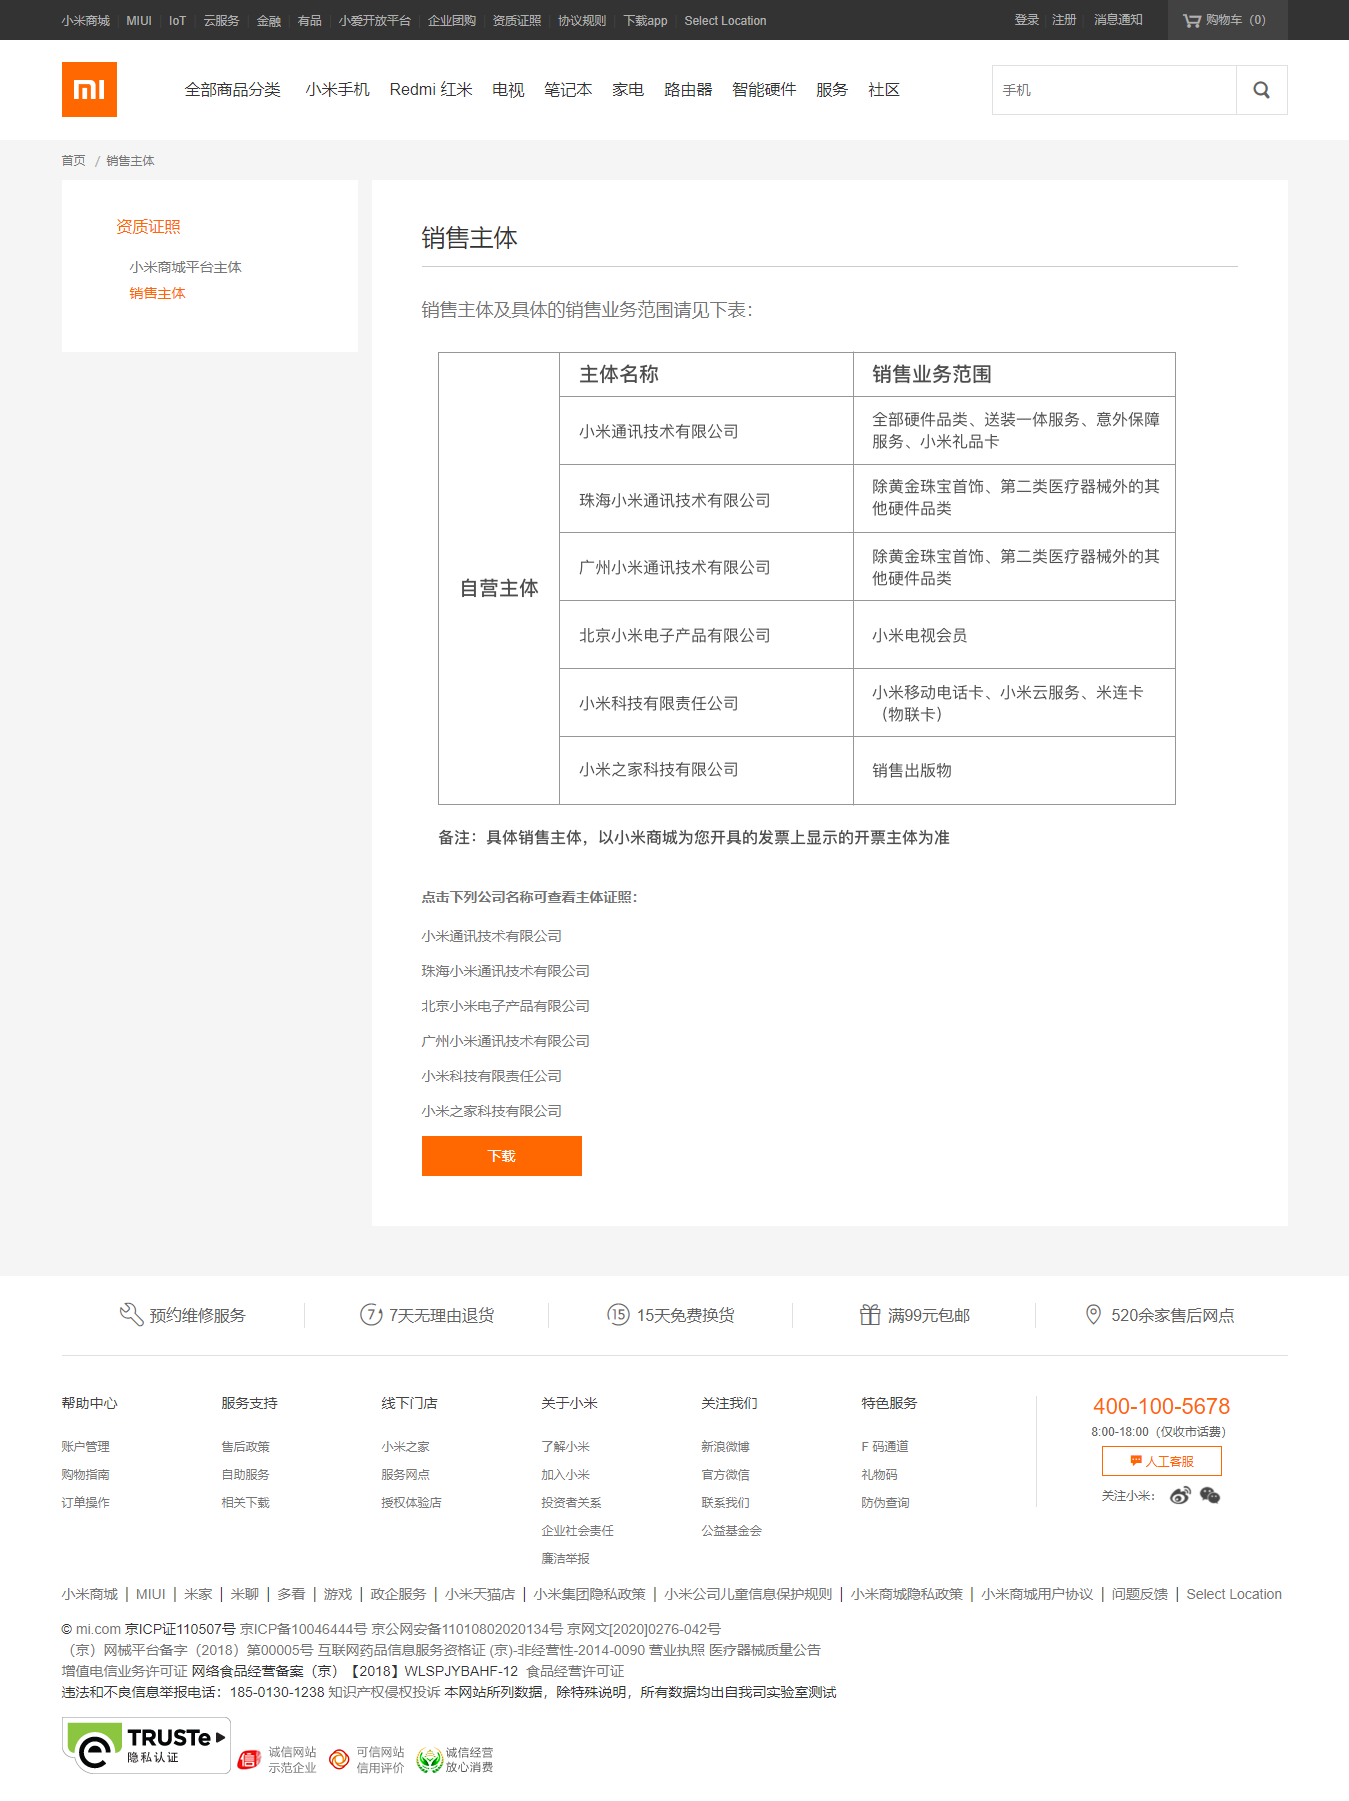 小米商城 MIUI IoT 云服务 金融 有品 小爱开放平台 企业团购 资质证照 协议规则 下载app Select Location 登录 注册 消息通知 购物车 (0)
mi 全部商品分类 小米手机 Redmi 红米 电视 笔记本 家电 路由器 智能硬件 服务 社区 手机
首页 / 销售主体
资质证照
小米商城平台主体
销售主体
销售主体
销售主体及具体的销售业务范围请见下表：
主体名称 销售业务范围
小米通讯技术有限公司 全部硬件品类、送装一体服务、意外保障
服务、小米礼品卡
珠海小米通讯技术有限公司 除黄金珠宝首饰、第二类医疗器械外的其
他硬件品类
广州小米通讯技术有限公司 除黄金珠宝首饰、第二类医疗器械外的其
他硬件品类
自营主体
北京小米电子产品有限公司 小米电视会员
小米科技有限责任公司 小米移动电话卡、小米云服务、米连卡
（物联卡）
小米之家科技有限公司 销售出版物
备注：具体销售主体，以小米商城为您开具的发票上显示的开票主体为准
点击下列公司名称可查看主体证照：
小米通讯技术有限公司
珠海小米通讯技术有限公司
北京小米电子产品有限公司
广州小米通讯技术有限公司
小米科技有限责任公司
小米之家科技有限公司
下载
预约维修服务 7 7天无理由退货 15 15天免费换货 满99元包邮 520余家售后网点
帮助中心 服务支持 线下门店 关于小米 关注我们 特色服务 400-100-5678
8:00-18:00（仅收市话费）
账户管理 售后政策 小米之家 了解小米 新浪微博 F 码通道 人工客服
购物指南 自助服务 服务网点 加入小米 官方微信 礼物码
订单操作 相关下载 授权体验店 投资者关系 联系我们 防伪查询 关注小米：
企业社会责任 公益基金会
廉洁举报
小米商城 | MIUI | 米家 | 米聊 | 多看 | 游戏 | 政企服务 | 小米天猫店 | 小米集团隐私政策 | 小米公司儿童信息保护规则 | 小米商城隐私政策 | 小米商城用户协议 | 问题反馈 | Select Location
© mi.com 京ICP证110507号 京ICP备10046444号 京公网安备11010802020134号 京网文[2020]0276-042号
（京）网械平台备字（2018）第00005号 互联网药品信息服务资格证 (京)-非经营性-2014-0090 营业执照 医疗器械质量公告
增值电信业务许可证 网络食品经营备案（京）【2018】WLSPJYBAHF-12 食品经营许可证
违法和不良信息举报电话：185-0130-1238 知识产权侵权投诉 本网站所列数据，除特殊说明，所有数据均出自我司实验室测试
TRUSTe
隐私认证
信 诚信网站 可信网站 诚信经营
示范企业 信用评价 放心消费